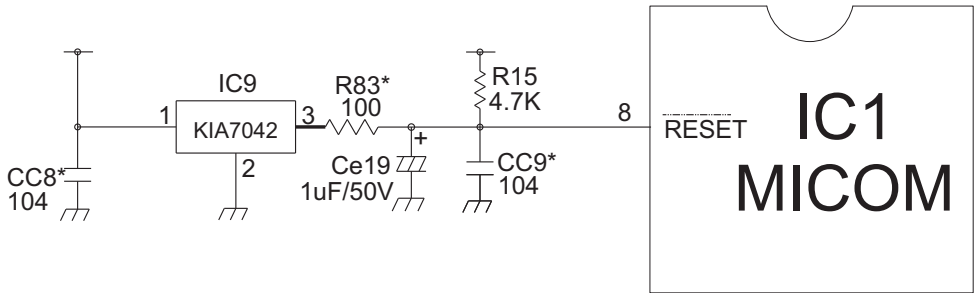 IC9
1
KIA7042
3
2
CC8*
104
R83*
100
+
Ce19
1uF/50V
R15
4.7K
CC9*
104
8
RESET
IC1
MICOM